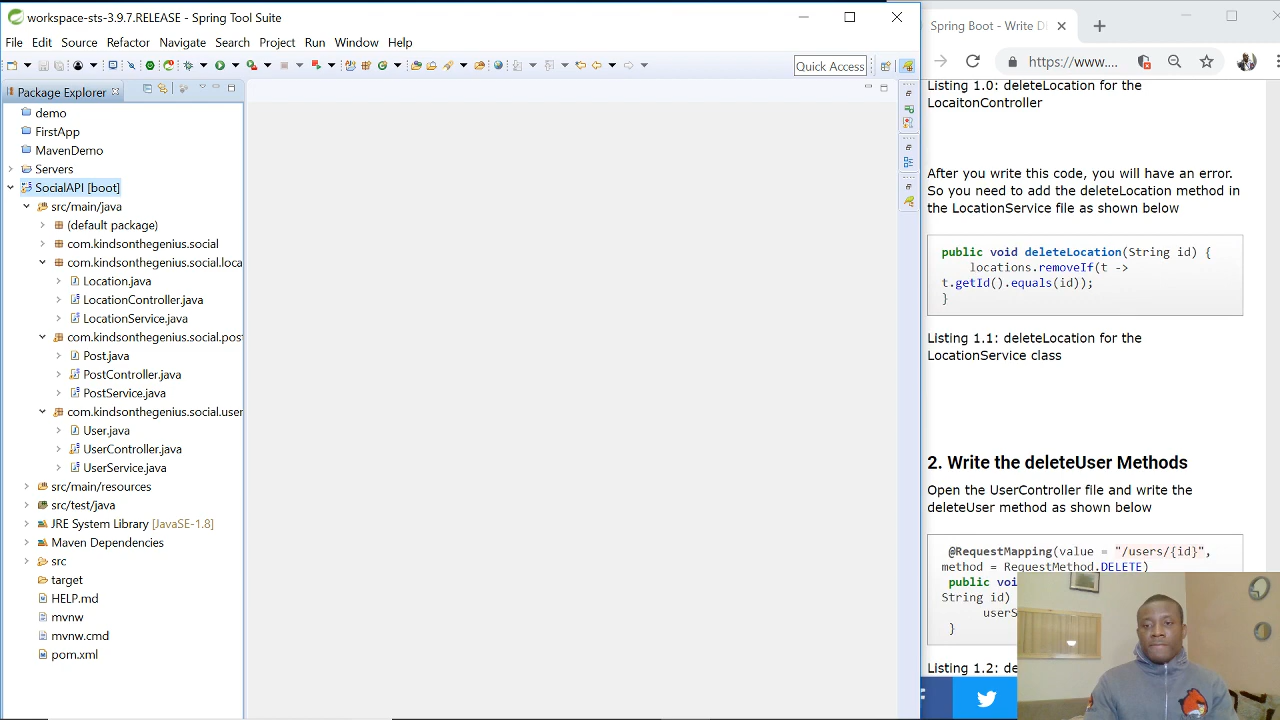 workspace-sts-3.9.7.RELEASE - Spring Tool Suite
File Edit Source Refactor Navigate Search Project Run Window Help
Quick Access
Package Explorer
demo
FirstApp
MavenDemo
Servers
SocialAPI [boot]
src/main/java
(default package)
com.kindsonthegenius.social
com.kindsonthegenius.social.loca
Location.java
LocationController.java
LocationService.java
com.kindsonthegenius.social.post
Post.java
PostController.java
PostService.java
com.kindsonthegenius.social.user
User.java
UserController.java
UserService.java
src/main/resources
src/test/java
JRE System Library [JavaSE-1.8]
Maven Dependencies
src
target
HELP.md
mvnw
mvnw.cmd
pom.xml
Spring Boot - Write D
https://www....
Listing 1.0: deleteLocation for the
LocaitonController
After you write this code, you will have an error.
So you need to add the deleteLocation method in
the LocationService file as shown below
public void deleteLocation(String id) {
locations.removeIf(t ->
t.getId().equals(id));
}
Listing 1.1: deleteLocation for the
LocationService class
2. Write the deleteUser Methods
Open the UserController file and write the
deleteUser method as shown below
@RequestMapping(value = "/users/{id}",
method = RequestMethod.DELETE)
public voi
String id)
userS
}
Listing 1.2: de